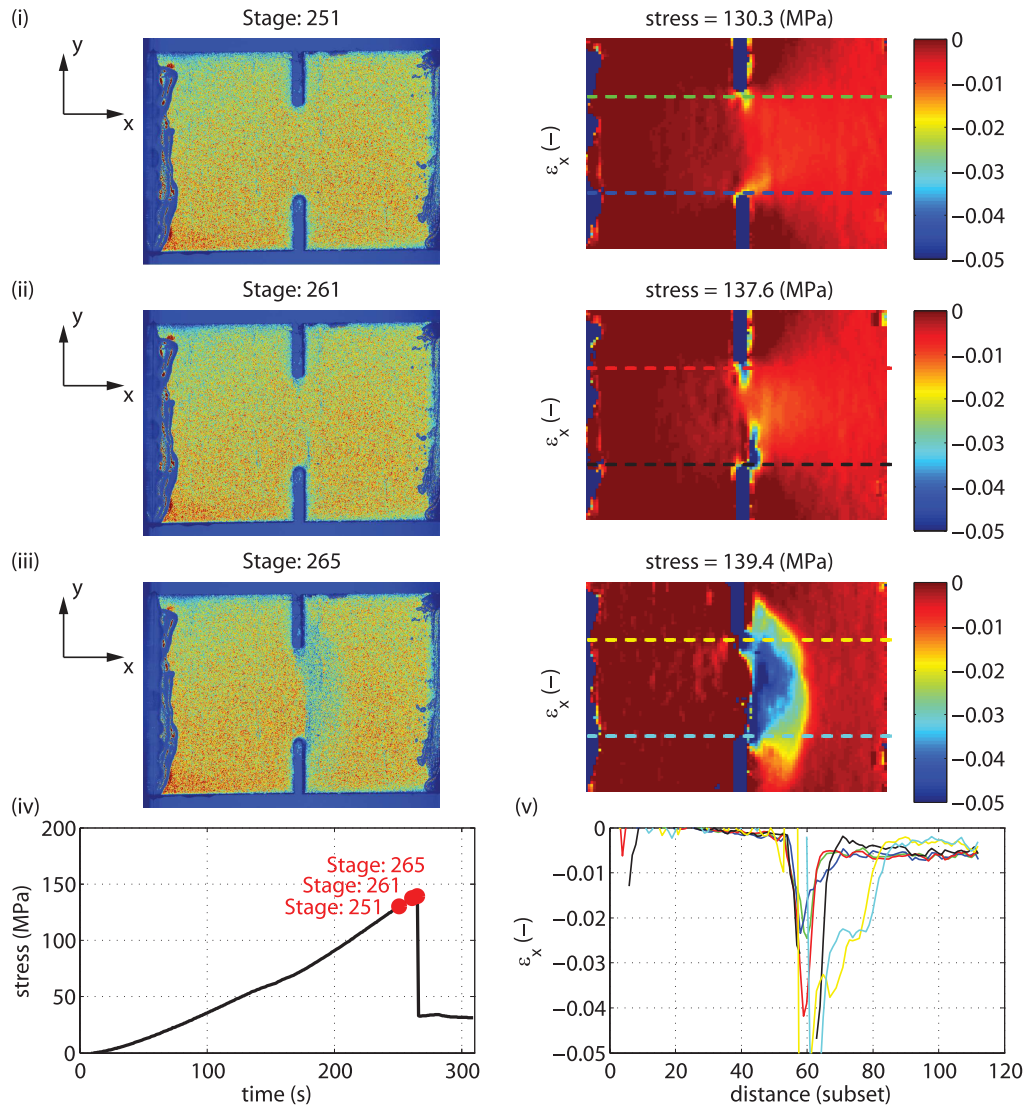 (i)
Stage: 251
stress = 130.3 (MPa)
y
x
ε_x (−)
0
−0.01
−0.02
−0.03
−0.04
−0.05
(ii)
Stage: 261
stress = 137.6 (MPa)
y
x
ε_x (−)
0
−0.01
−0.02
−0.03
−0.04
−0.05
(iii)
Stage: 265
stress = 139.4 (MPa)
y
x
ε_x (−)
0
−0.01
−0.02
−0.03
−0.04
−0.05
(iv)
200
150
100
50
0
stress (MPa)
Stage: 265
Stage: 261
Stage: 251
0
100
200
300
time (s)
(v)
0
−0.01
−0.02
−0.03
−0.04
−0.05
ε_x (−)
0
20
40
60
80
100
120
distance (subset)